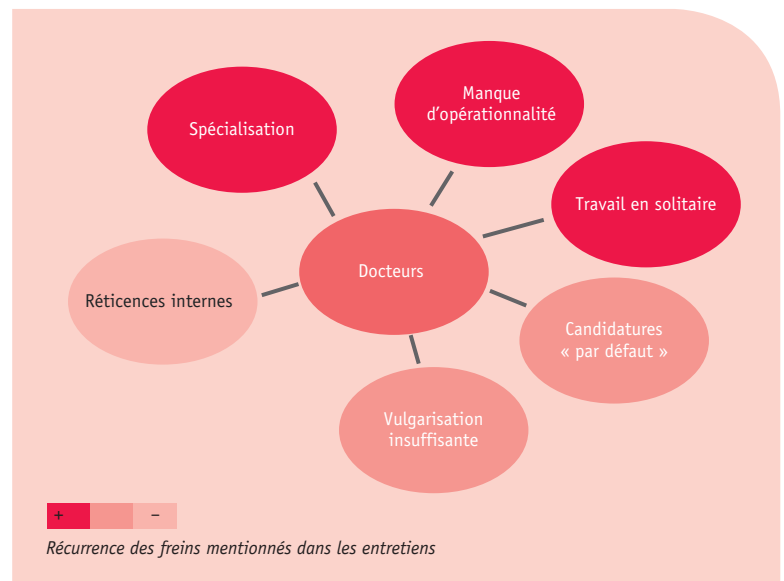 Manque
d'opérationnalité
Spécialisation
Travail en solitaire
Docteurs
Réticences internes
Candidatures
« par défaut »
Vulgarisation
insuffisante
+ –
Récurrence des freins mentionnés dans les entretiens